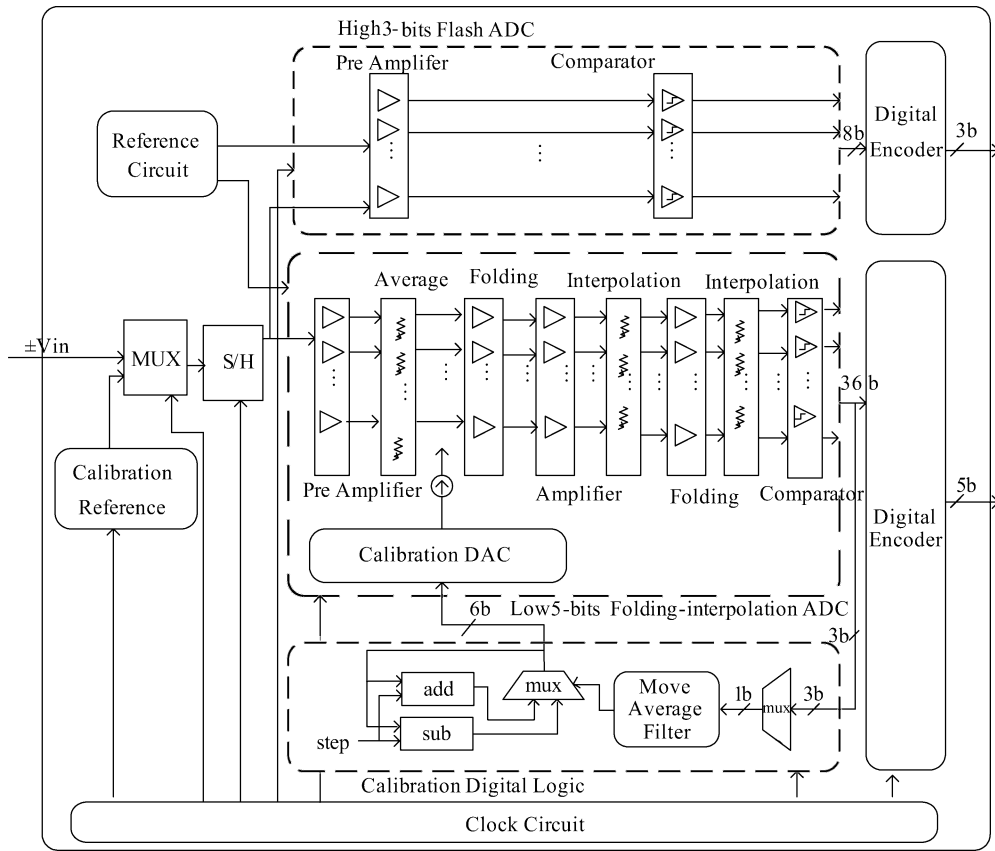 High3-bits Flash ADC
Pre Amplifer
Comparator
Reference
Circuit
8b
Digital
Encoder
3b
Average
Folding
Interpolation
Interpolation
±Vin
MUX
S/H
36 b
Calibration
Reference
Pre Amplifier
Amplifier
Folding
Comparator
5b
Digital
Encoder
Calibration DAC
6b
Low5-bits Folding-interpolation ADC
3b
add
sub
step
mux
Move
Average
Filter
1b
mux
3b
Calibration Digital Logic
Clock Circuit